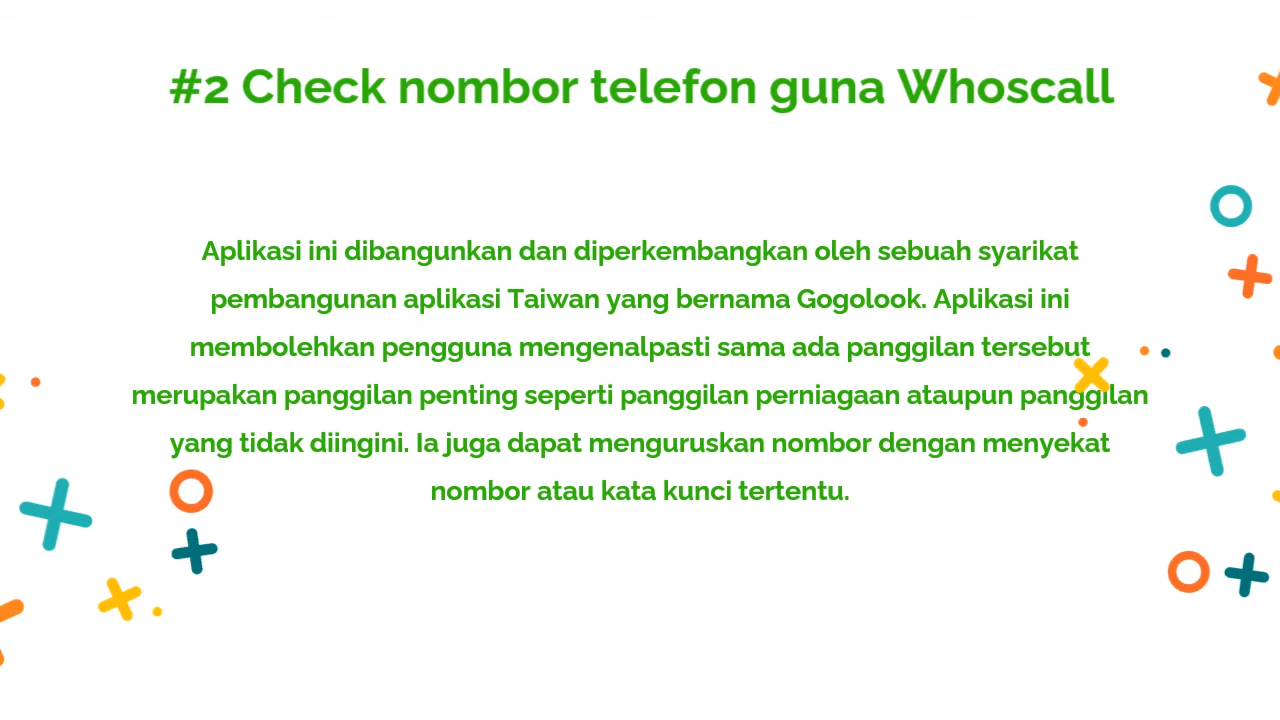 #2 Check nombor telefon guna Whoscall
Aplikasi ini dibangunkan dan diperkembangkan oleh sebuah syarikat
pembangunan aplikasi Taiwan yang bernama Gogolook. Aplikasi ini
membolehkan pengguna mengenalpasti sama ada panggilan tersebut
merupakan panggilan penting seperti panggilan perniagaan ataupun panggilan
yang tidak diingini. Ia juga dapat menguruskan nombor dengan menyekat
nombor atau kata kunci tertentu.